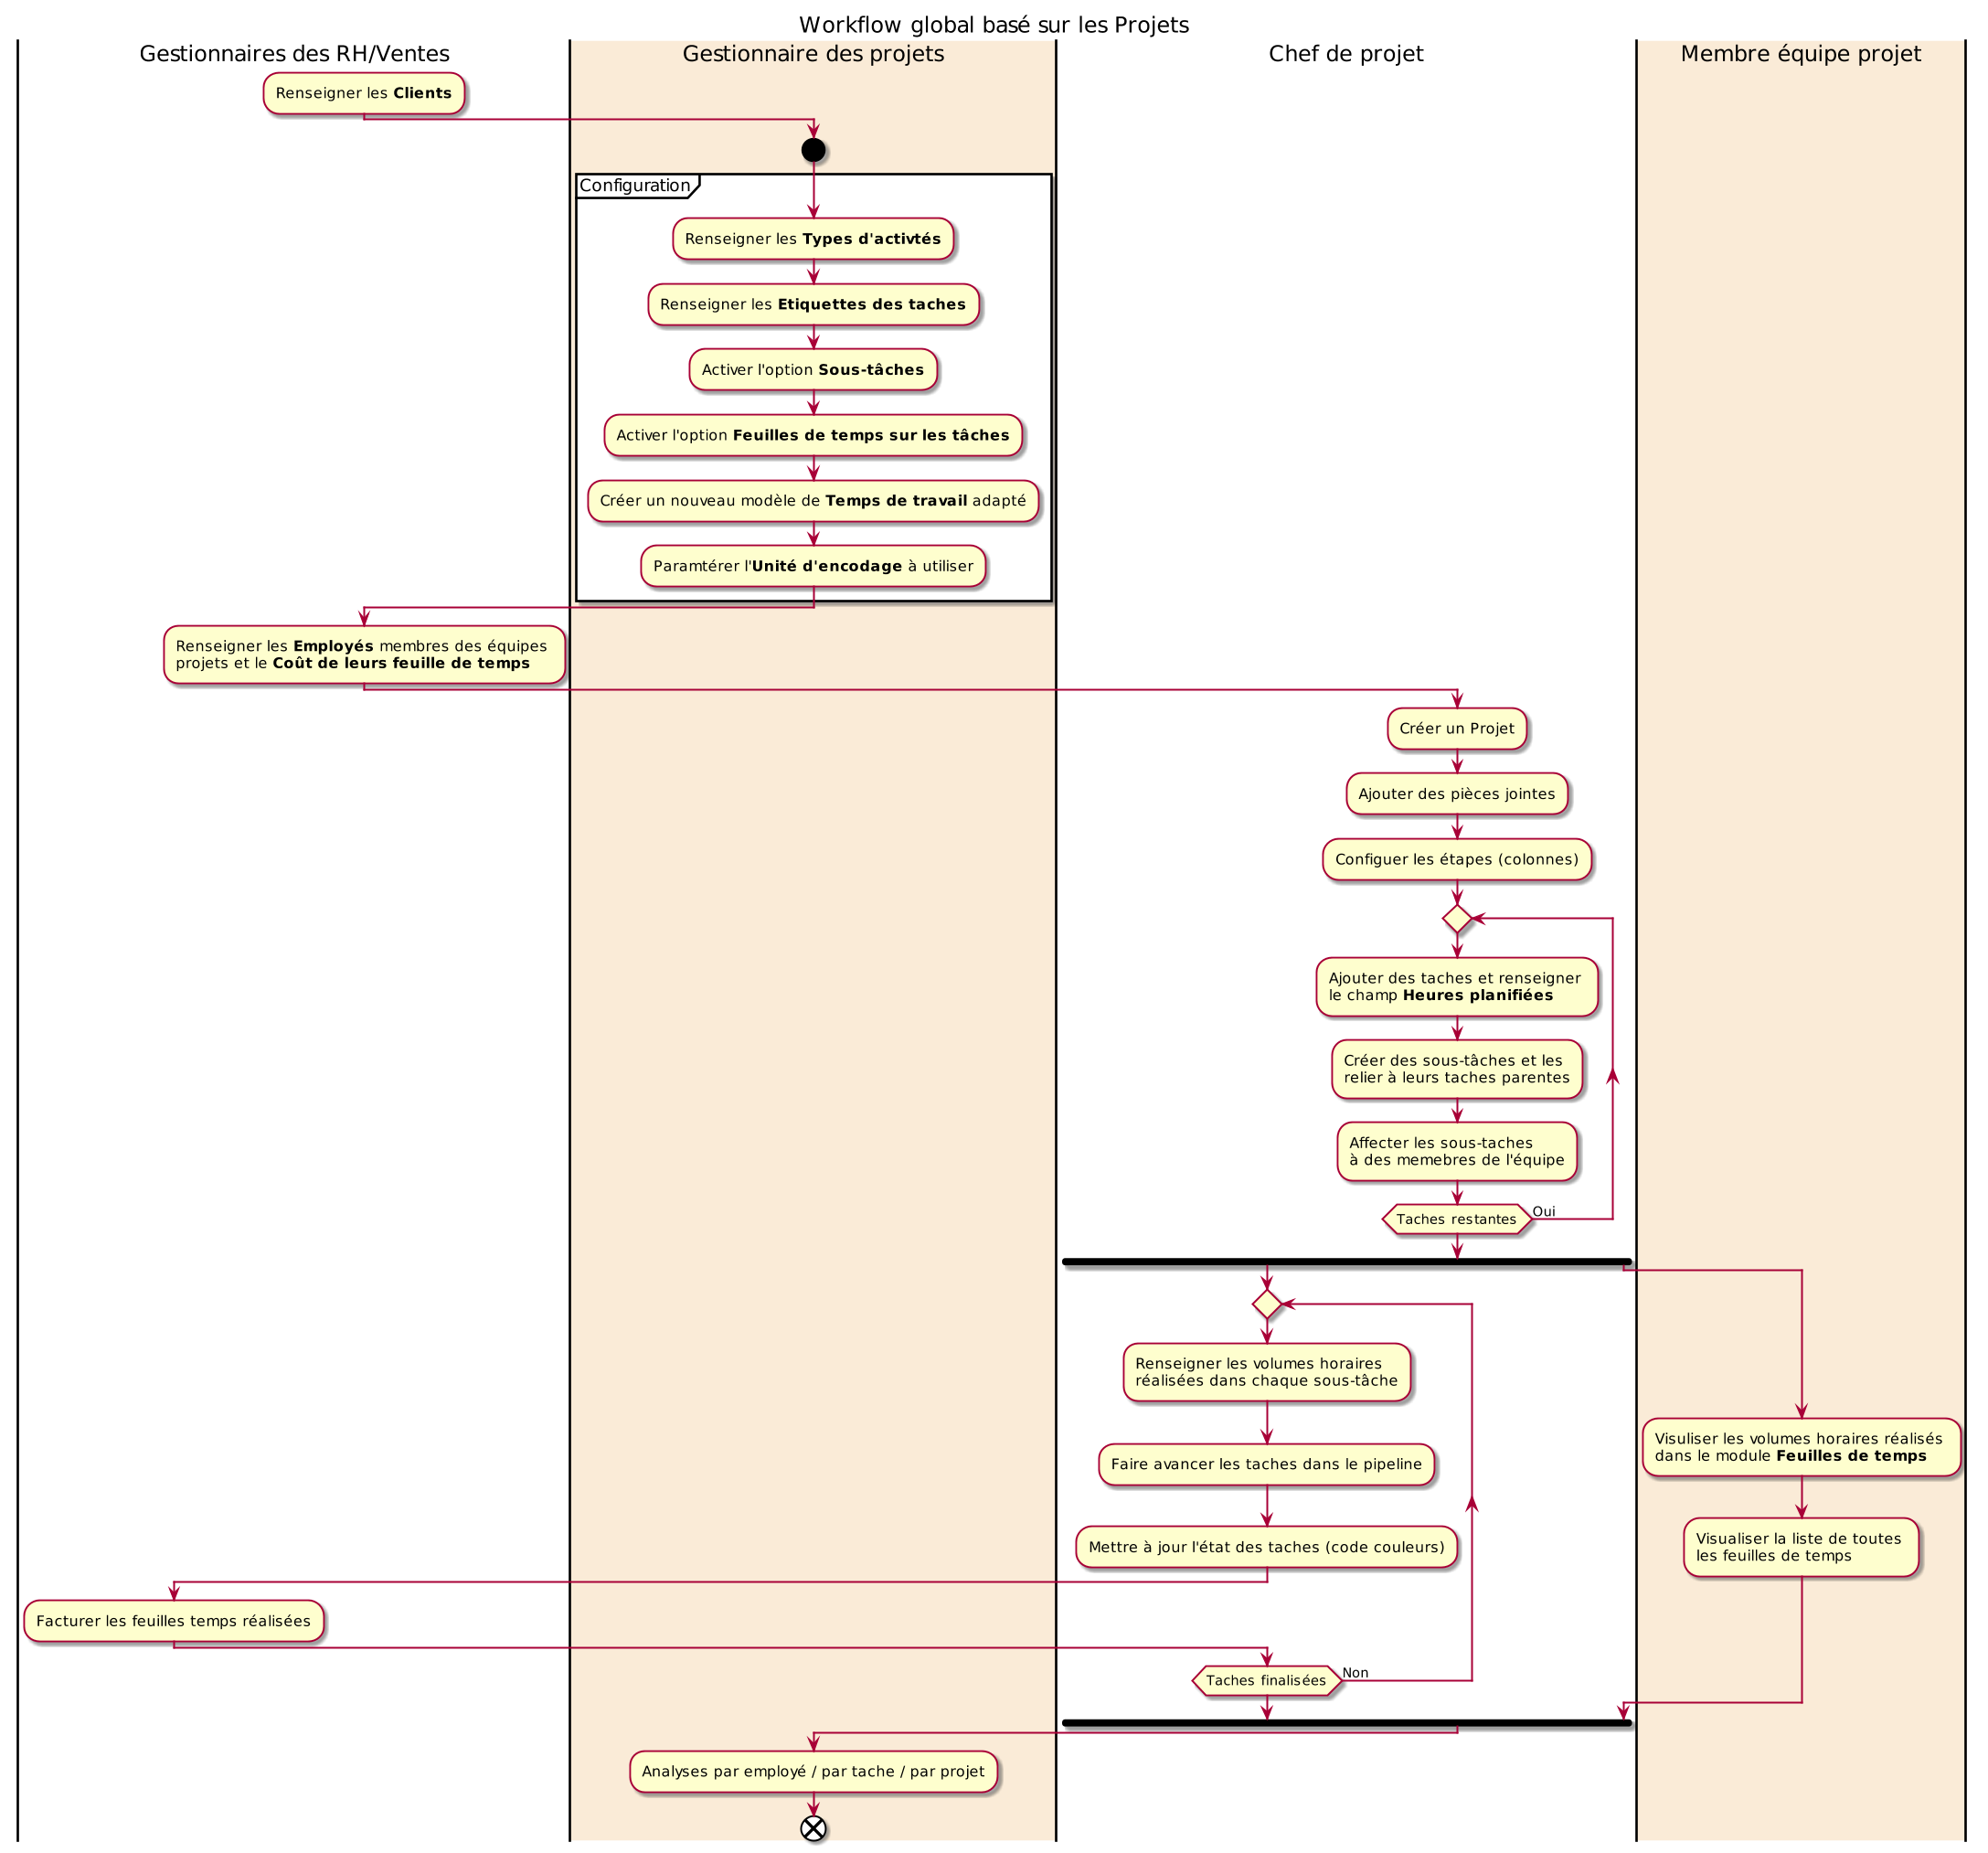 Workflow global basé sur les Projets
Gestionnaires des RH/Ventes
Gestionnaire des projets
Chef de projet
Membre équipe projet
Renseigner les Clients
Configuration
Renseigner les Types d'activtés
Renseigner les Etiquettes des taches
Activer l'option Sous-tâches
Activer l'option Feuilles de temps sur les tâches
Créer un nouveau modèle de Temps de travail adapté
Paramtérer l'Unité d'encodage à utiliser
Renseigner les Employés membres des équipes
projets et le Coût de leurs feuille de temps
Créer un Projet
Ajouter des pièces jointes
Configuer les étapes (colonnes)
Ajouter des taches et renseigner
le champ Heures planifiées
Créer des sous-tâches et les
relier à leurs taches parentes
Affecter les sous-taches
à des memebres de l'équipe
Taches restantes
Oui
Renseigner les volumes horaires
réalisées dans chaque sous-tâche
Visuliser les volumes horaires réalisés
dans le module Feuilles de temps
Faire avancer les taches dans le pipeline
Mettre à jour l'état des taches (code couleurs)
Visualiser la liste de toutes
les feuilles de temps
Facturer les feuilles temps réalisées
Taches finalisées
Non
Analyses par employé / par tache / par projet